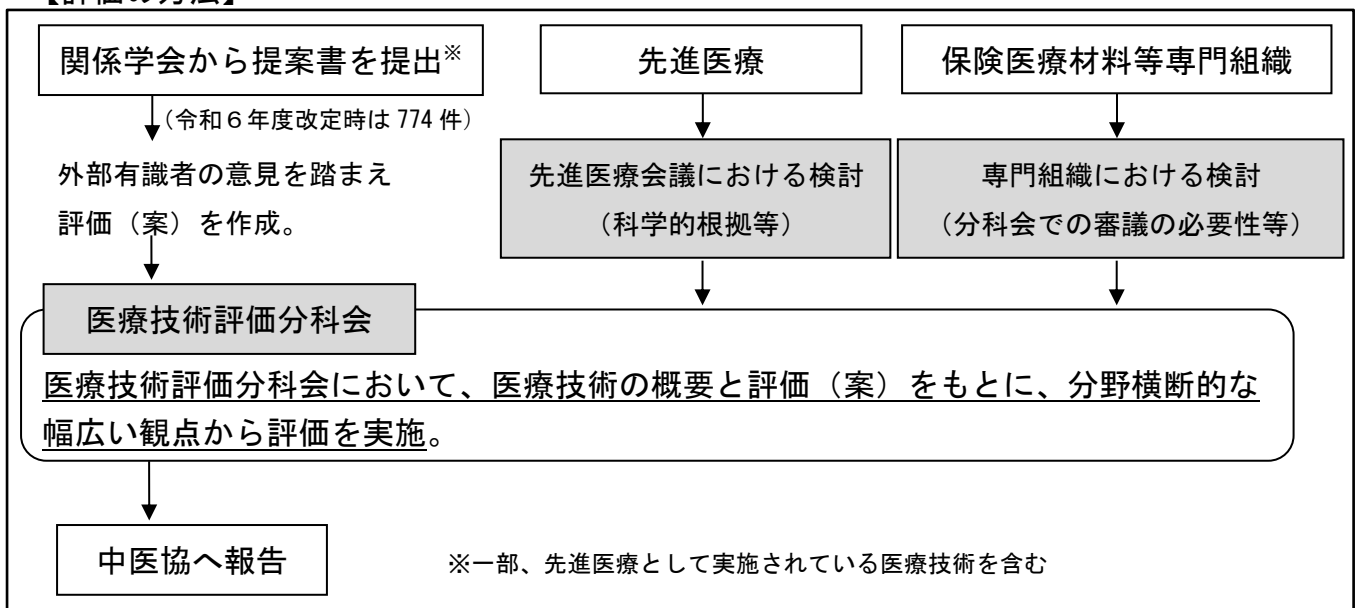 【評価の方法】
関係学会から提案書を提出※
(令和6年度改定時は 774 件)
外部有識者の意見を踏まえ
評価(案)を作成。
先進医療
先進医療会議における検討
(科学的根拠等)
保険医療材料等専門組織
専門組織における検討
(分科会での審議の必要性等)
医療技術評価分科会
医療技術評価分科会において、医療技術の概要と評価(案)をもとに、分野横断的な
幅広い観点から評価を実施。
中医協へ報告
※一部、先進医療として実施されている医療技術を含む